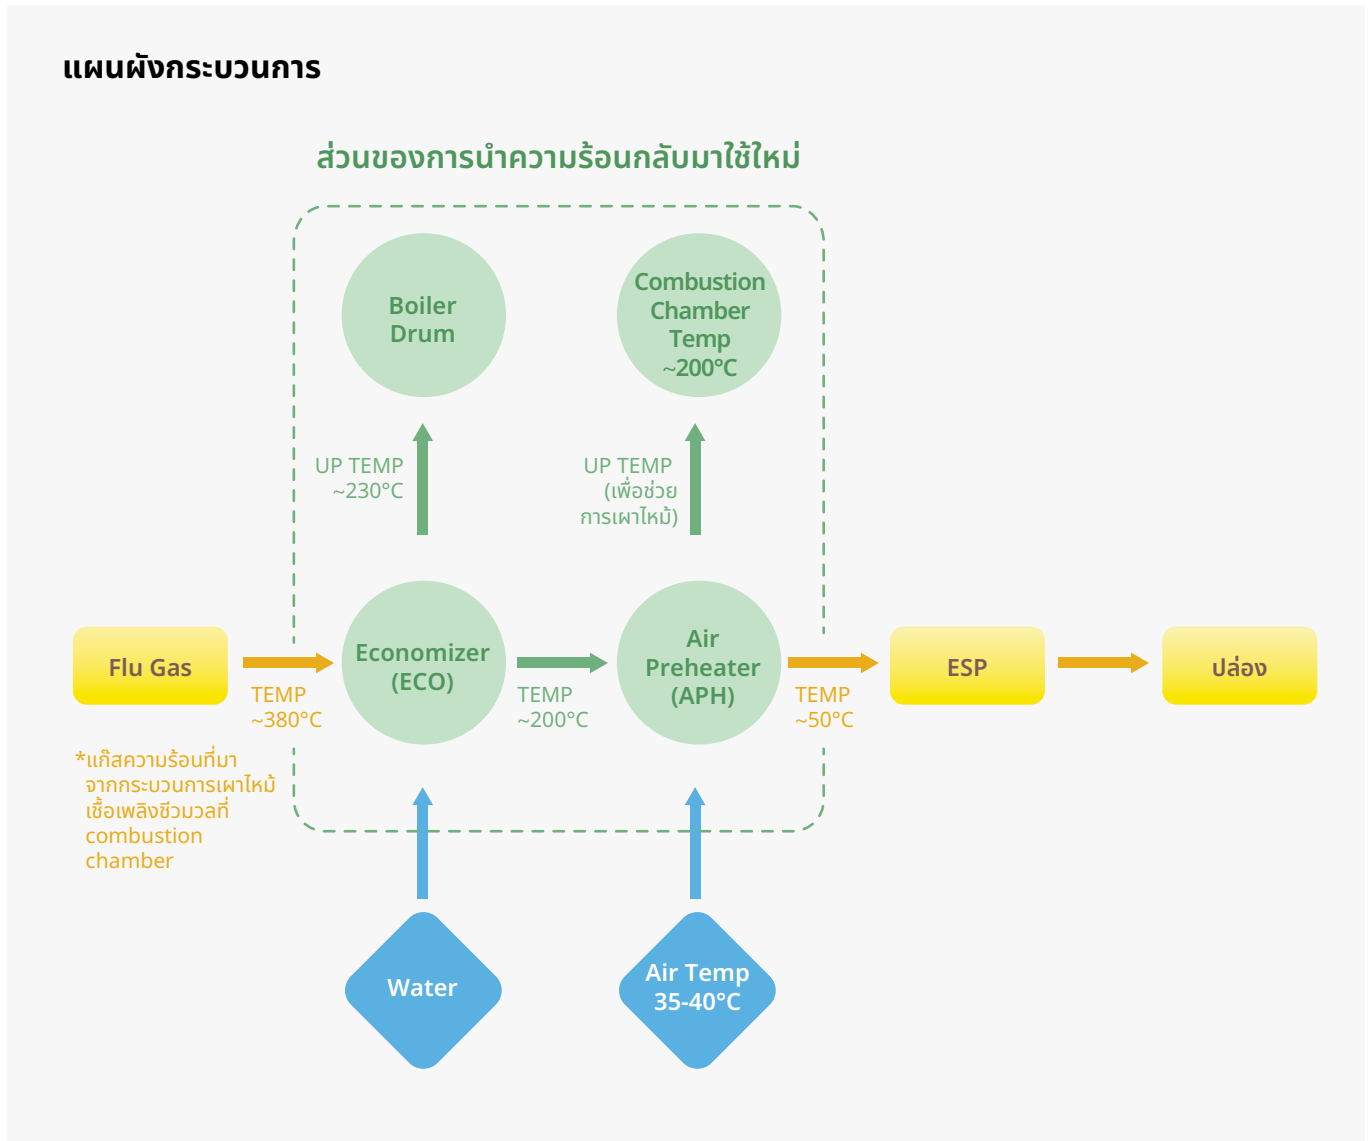 แผนผังกระบวนการ
ส่วนของการนำความร้อนกลับมาใช้ใหม่
Boiler
Drum
Combustion
Chamber
Temp
~200°C
UP TEMP
~230°C
UP TEMP
(เพื่อช่วย
การเผาไหม้)
Flu Gas
TEMP
~380°C
Economizer
(ECO)
TEMP
~200°C
Air
Preheater
(APH)
TEMP
~50°C
ESP
ปล่อง
*แก๊สความร้อนที่มา
จากกระบวนการเผาไหม้
เชื้อเพลิงชีวมวลที่
combustion
chamber
Water
Air Temp
35-40°C